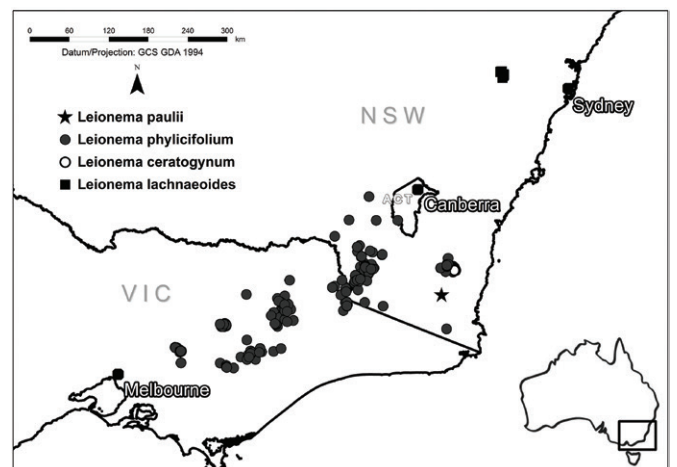 0 60 120 180 240 300
km
Datum/Projection: GCS GDA 1994
N
Leionema paulii
Leionema phylicifolium
Leionema ceratogynum
Leionema lachnaeoides
NSW
Sydney
ACT
Canberra
VIC
Melbourne